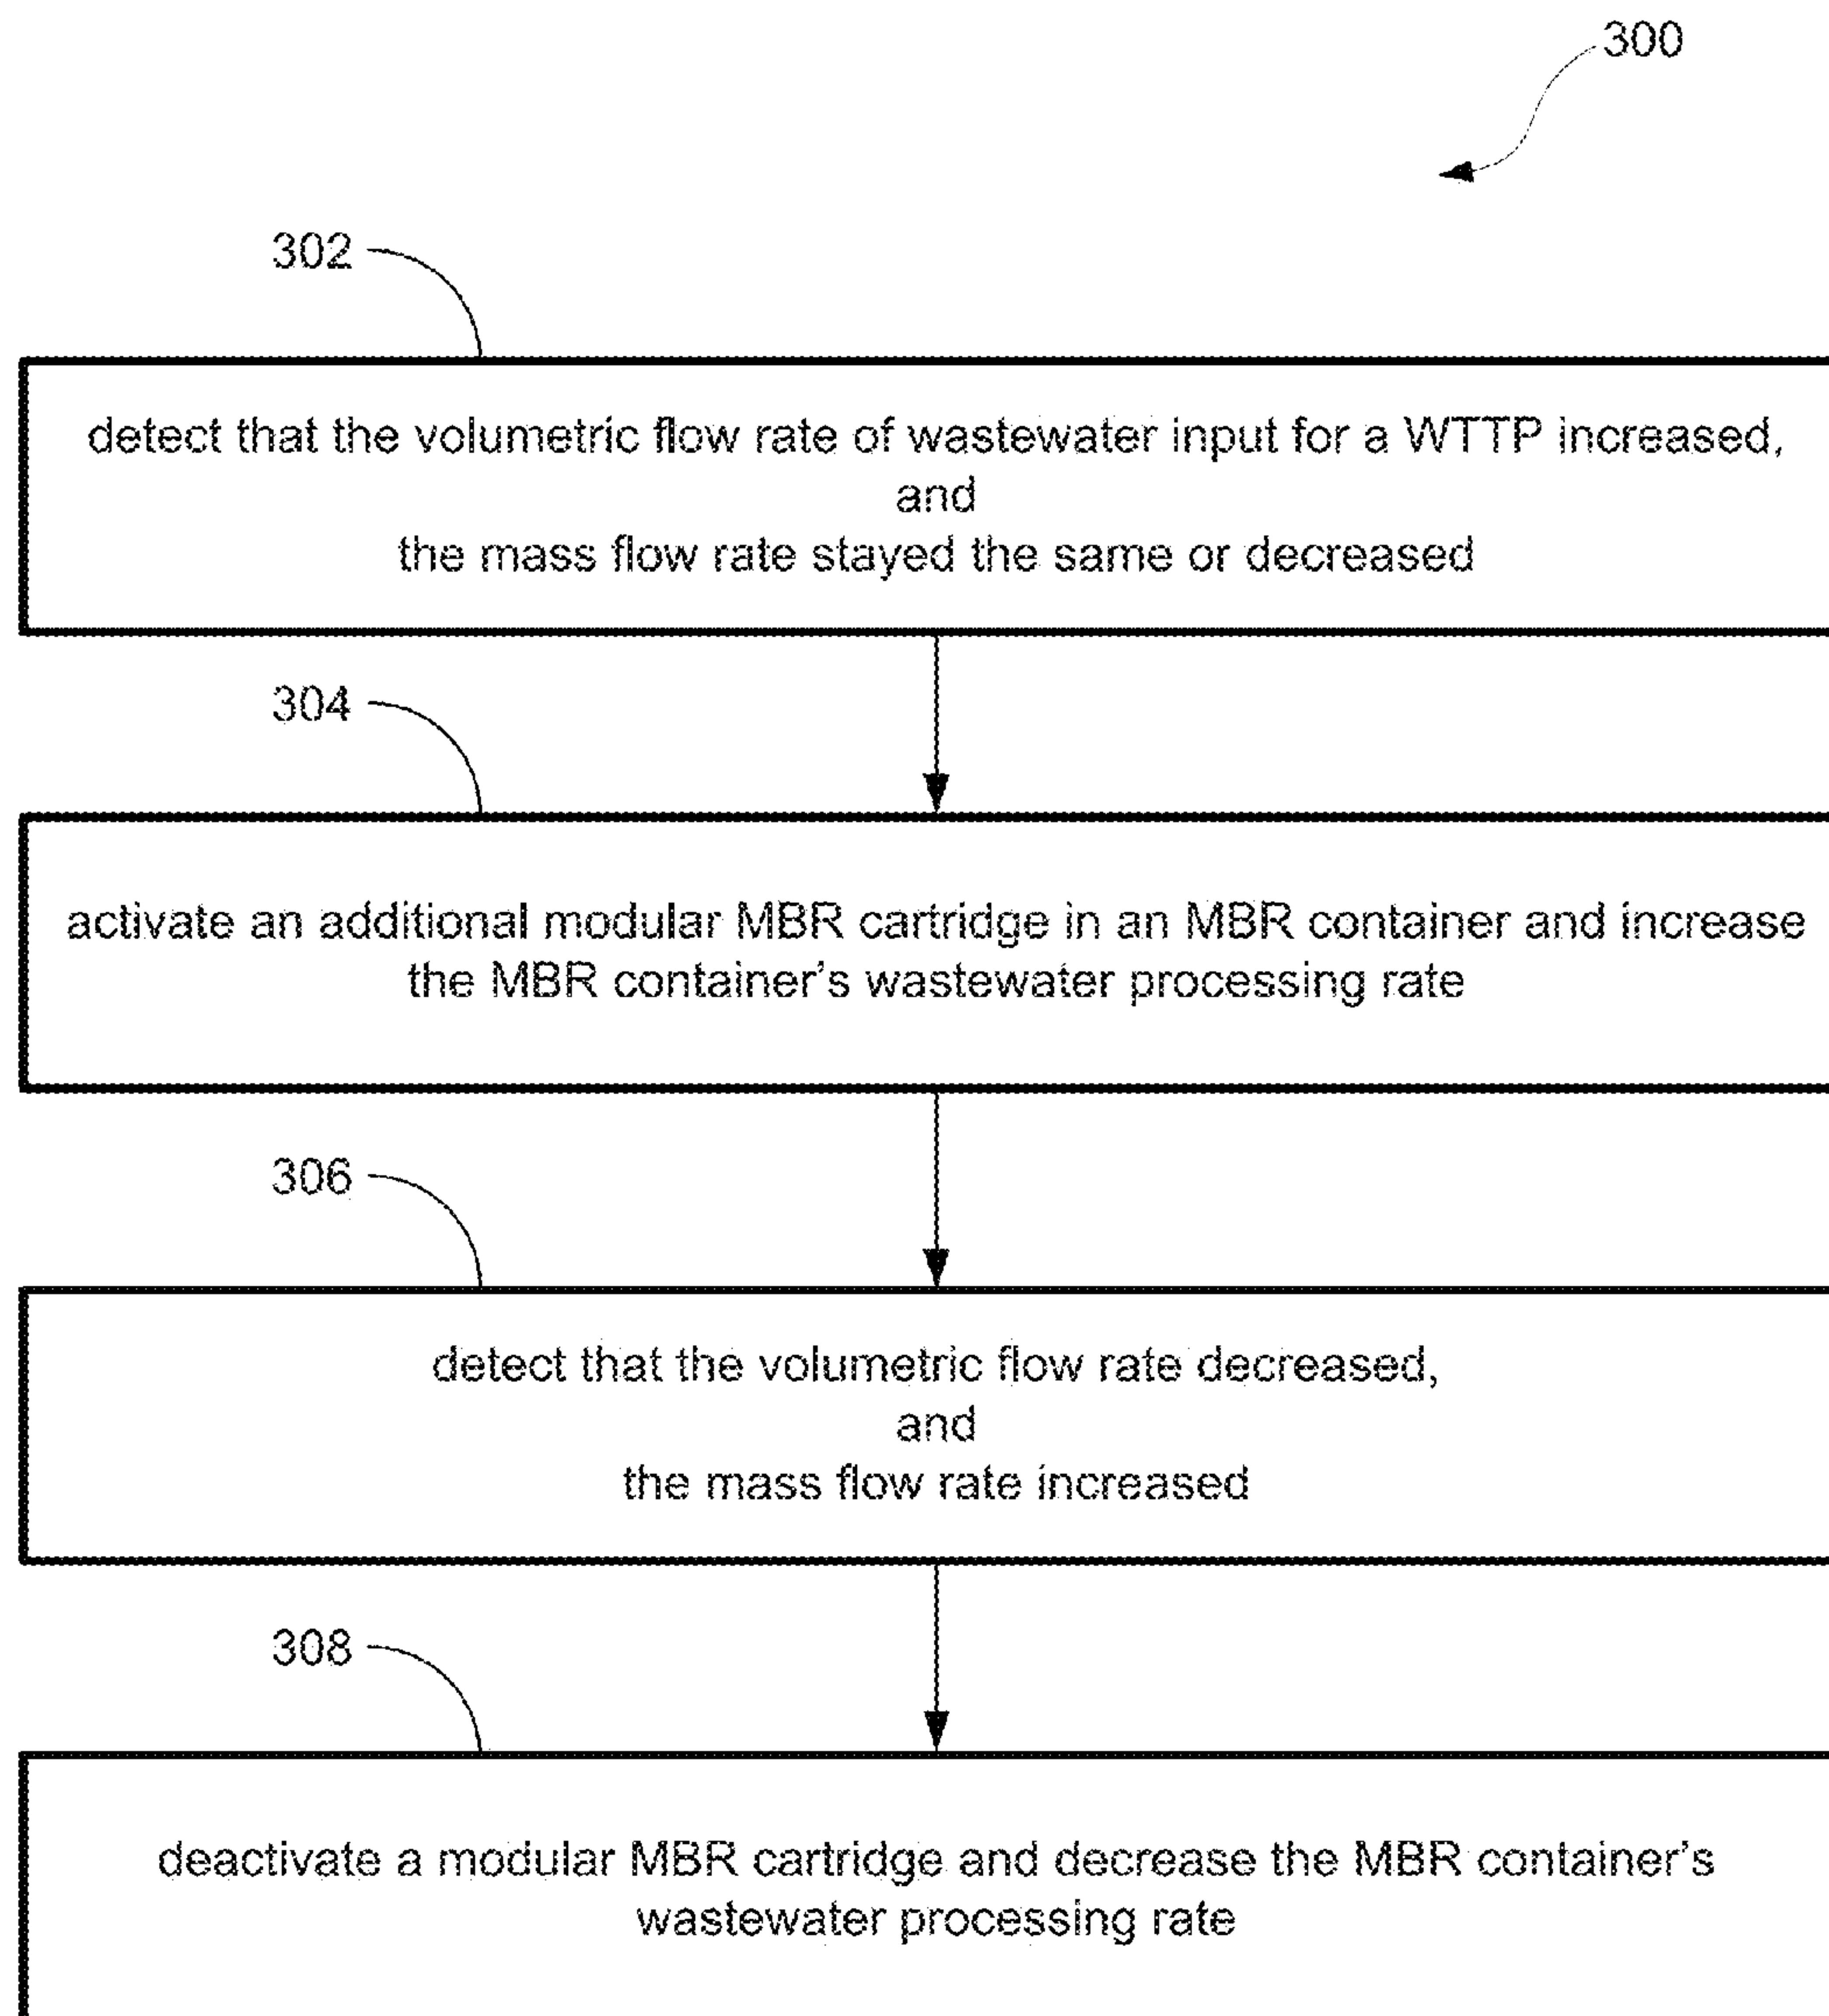 300
302
detect that the volumetric flow rate of wastewater input for a WTTP increased,
and
the mass flow rate stayed the same or decreased
304
activate an additional modular MBR cartridge in an MBR container and increase
the MBR container's wastewater processing rate
306
detect that the volumetric flow rate decreased,
and
the mass flow rate increased
308
deactivate a modular MBR cartridge and decrease the MBR container's
wastewater processing rate